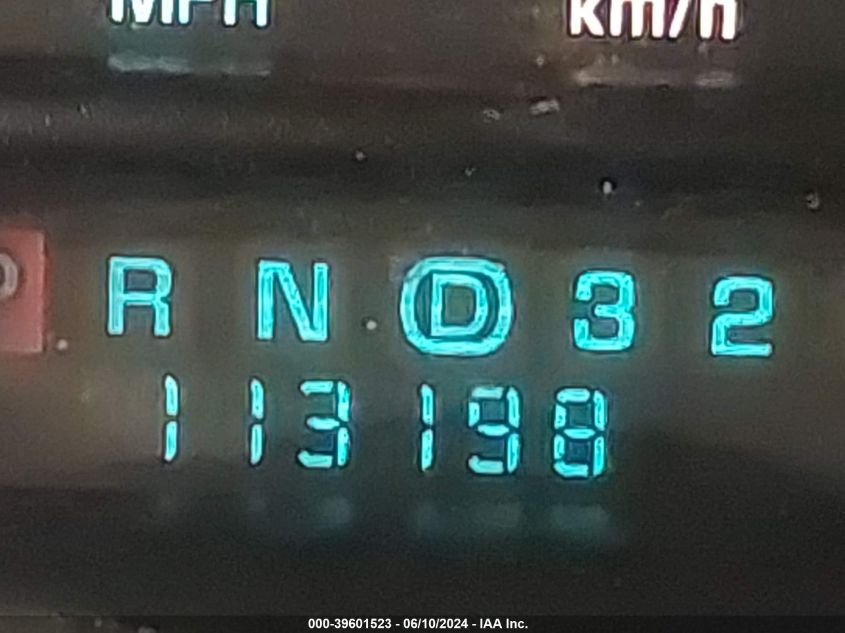 MPH km/h
P R N D 3 2
113198
000-39601523 - 06/10/2024 - IAA Inc.